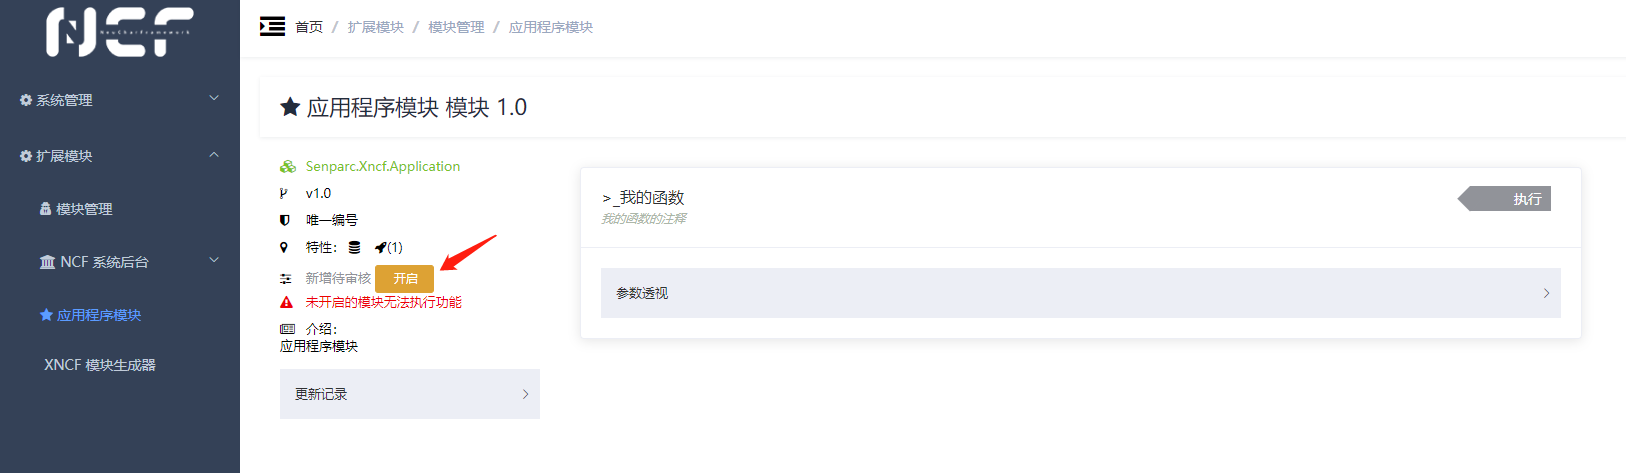 NCF
NeuCharFramework
系统管理
扩展模块
模块管理
NCF 系统后台
应用程序模块
XNCF 模块生成器
首页 / 扩展模块 / 模块管理 / 应用程序模块
应用程序模块 模块 1.0
Senparc.Xncf.Application
v1.0
唯一编号
特性： (1)
新增待审核 开启
未开启的模块无法执行功能
介绍：
应用程序模块
更新记录
>_我的函数
我的函数的注释
执行
参数透视